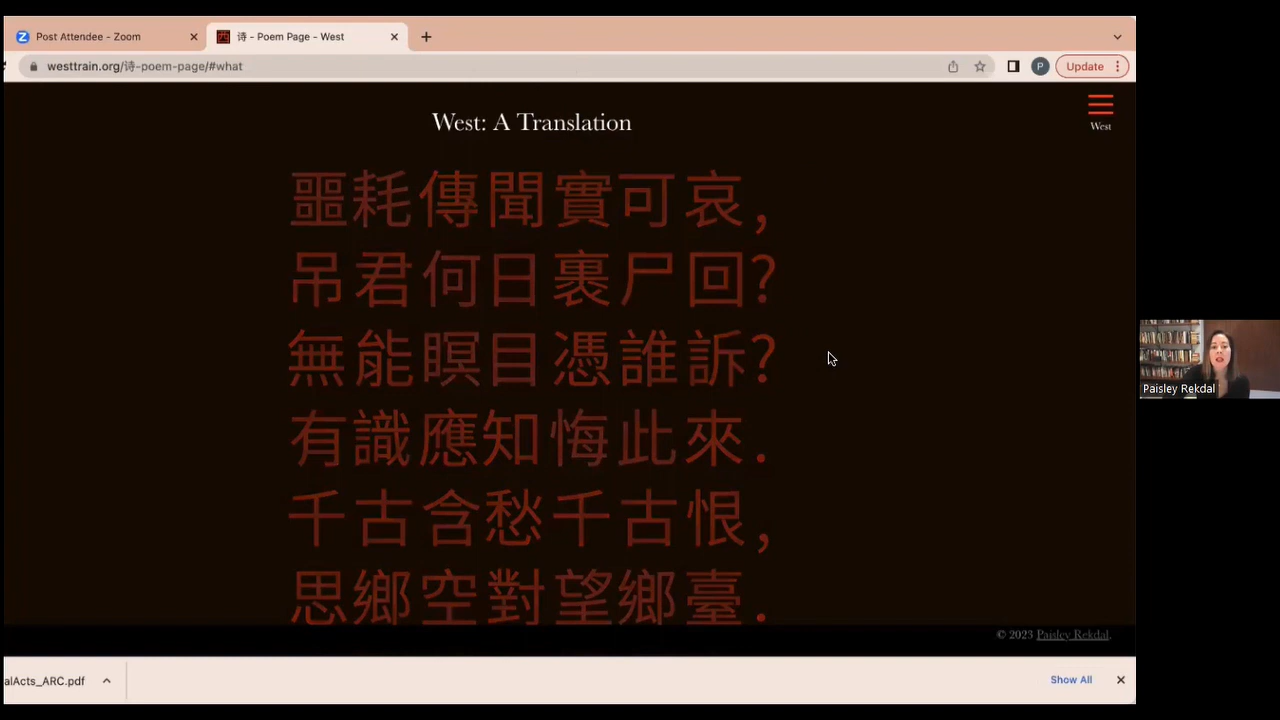 Post Attendee - Zoom
诗 - Poem Page - West
westtrain.org/诗-poem-page/#what
P
Update
West: A Translation
West
噩耗傳聞實可哀，
吊君何日裹尸回？
無能瞑目憑誰訴？
有識應知悔此來．
千古含愁千古恨，
思鄉空對望鄉臺．
Paisley Rekdal
© 2023 Paisley Rekdal.
alActs_ARC.pdf
Show All